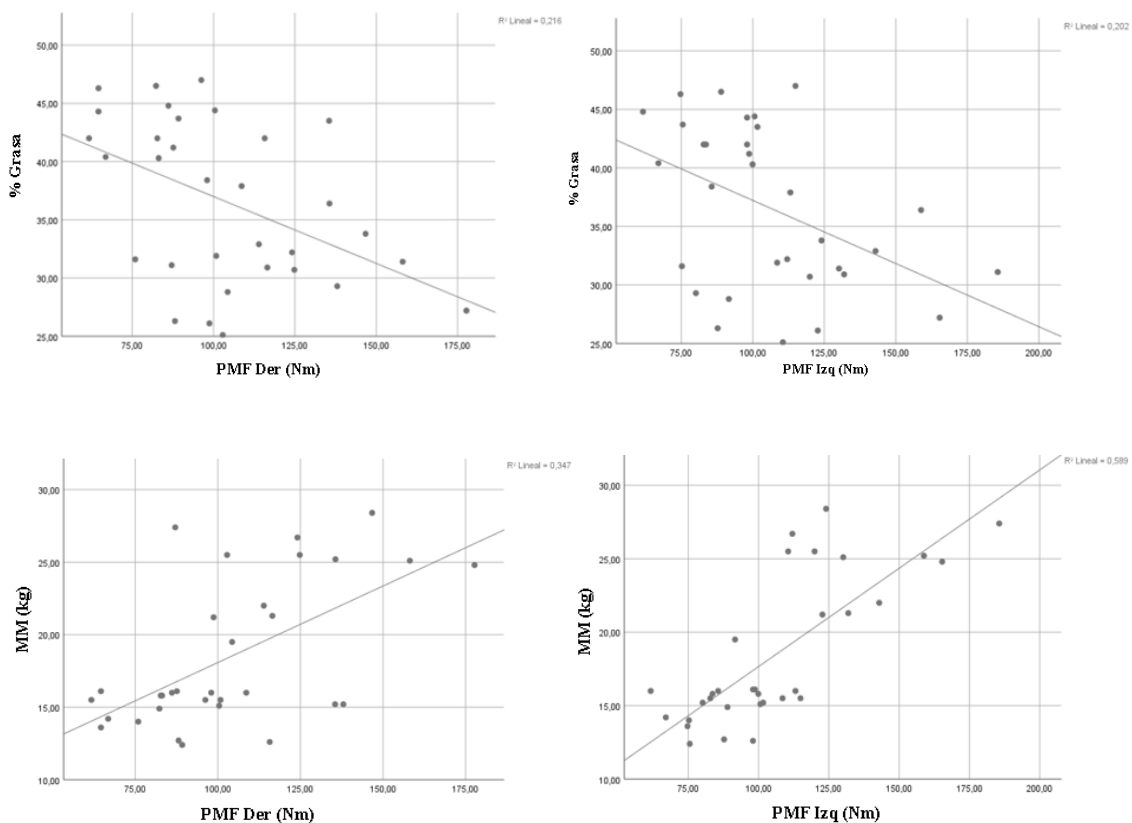 R² Lineal = 0,216
50,00
45,00
40,00
35,00
30,00
25,00
% Grasa
75,00 100,00 125,00 150,00 175,00
PMF Der (Nm)
R² Lineal = 0,202
50,00
45,00
40,00
35,00
30,00
25,00
% Grasa
75,00 100,00 125,00 150,00 175,00 200,00
PMF Izq (Nm)
R² Lineal = 0,347
30,00
25,00
20,00
15,00
10,00
MM (kg)
75,00 100,00 125,00 150,00 175,00
PMF Der (Nm)
R² Lineal = 0,589
30,00
25,00
20,00
15,00
10,00
MM (kg)
75,00 100,00 125,00 150,00 175,00 200,00
PMF Izq (Nm)